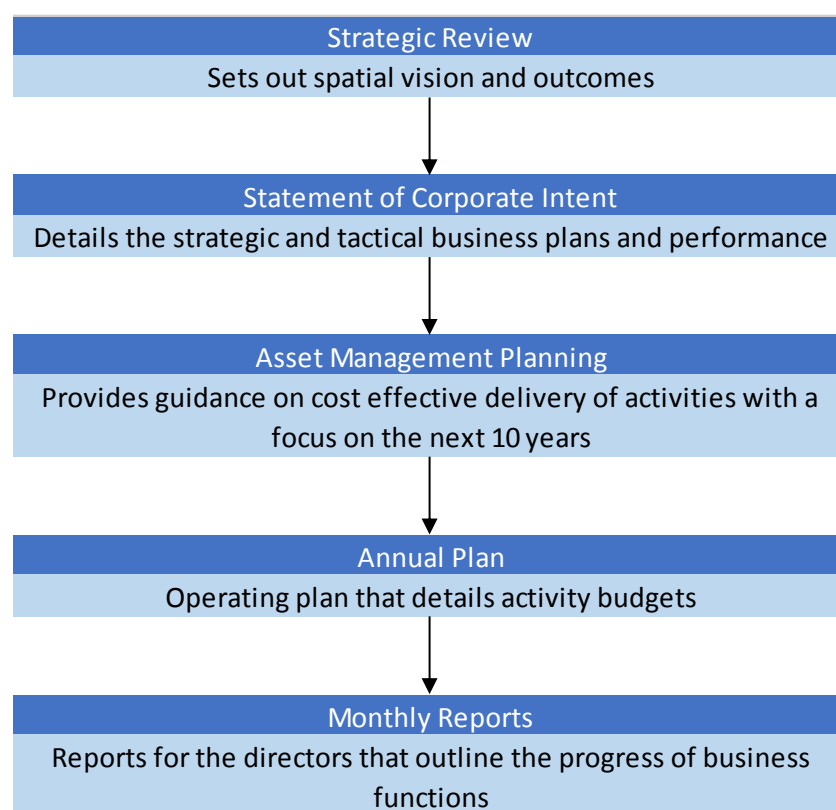 Strategic Review
Sets out spatial vision and outcomes
Statement of Corporate Intent
Details the strategic and tactical business plans and performance
Asset Management Planning
Provides guidance on cost effective delivery of activities with a
focus on the next 10 years
Annual Plan
Operating plan that details activity budgets
Monthly Reports
Reports for the directors that outline the progress of business
functions